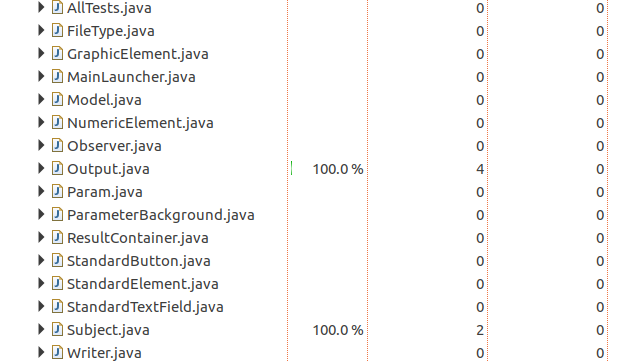 AllTests.java 0 0
FileType.java 0 0
GraphicElement.java 0 0
MainLauncher.java 0 0
Model.java 0 0
NumericElement.java 0 0
Observer.java 0 0
Output.java 100.0 % 4 0
Param.java 0 0
ParameterBackground.java 0 0
ResultContainer.java 0 0
StandardButton.java 0 0
StandardElement.java 0 0
StandardTextField.java 0 0
Subject.java 100.0 % 2 0
Writer.java 0 0